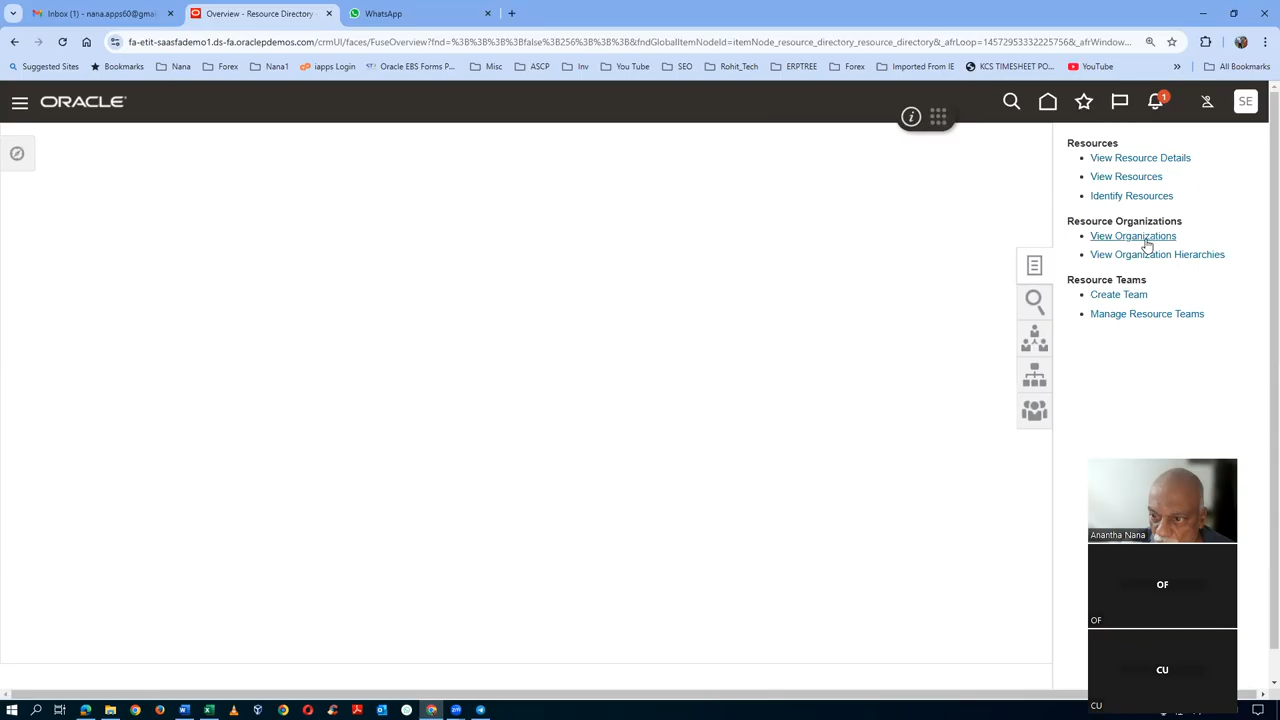 Inbox (1) - nana.apps60@gmai
Overview - Resource Directory -
WhatsApp
fa-etit-saasfademo1.ds-fa.oraclepdemos.com/crmUI/faces/FuseOverview?fnd=%3B%3B%3B%3Bfalse%3B256%3B%3B%3B&fndGlobalItemNodeId=itemNode_resource_directory_resource_directory&_afrLoop=145729533322257​56&_afrWindow...
Suggested Sites
Bookmarks
Nana
Forex
Nana1
iapps Login
Oracle EBS Forms P...
Misc
ASCP
Inv
You Tube
SEO
Rohit_Tech
ERPTREE
Forex
Imported From IE
KCS TIMESHEET PO...
YouTube
»
All Bookmarks
ORACLE
1
SE
Resources
• View Resource Details
• View Resources
• Identify Resources
Resource Organizations
• View Organizations
• View Organization Hierarchies
Resource Teams
• Create Team
• Manage Resource Teams
Anantha Nana
OF
OF
CU
CU